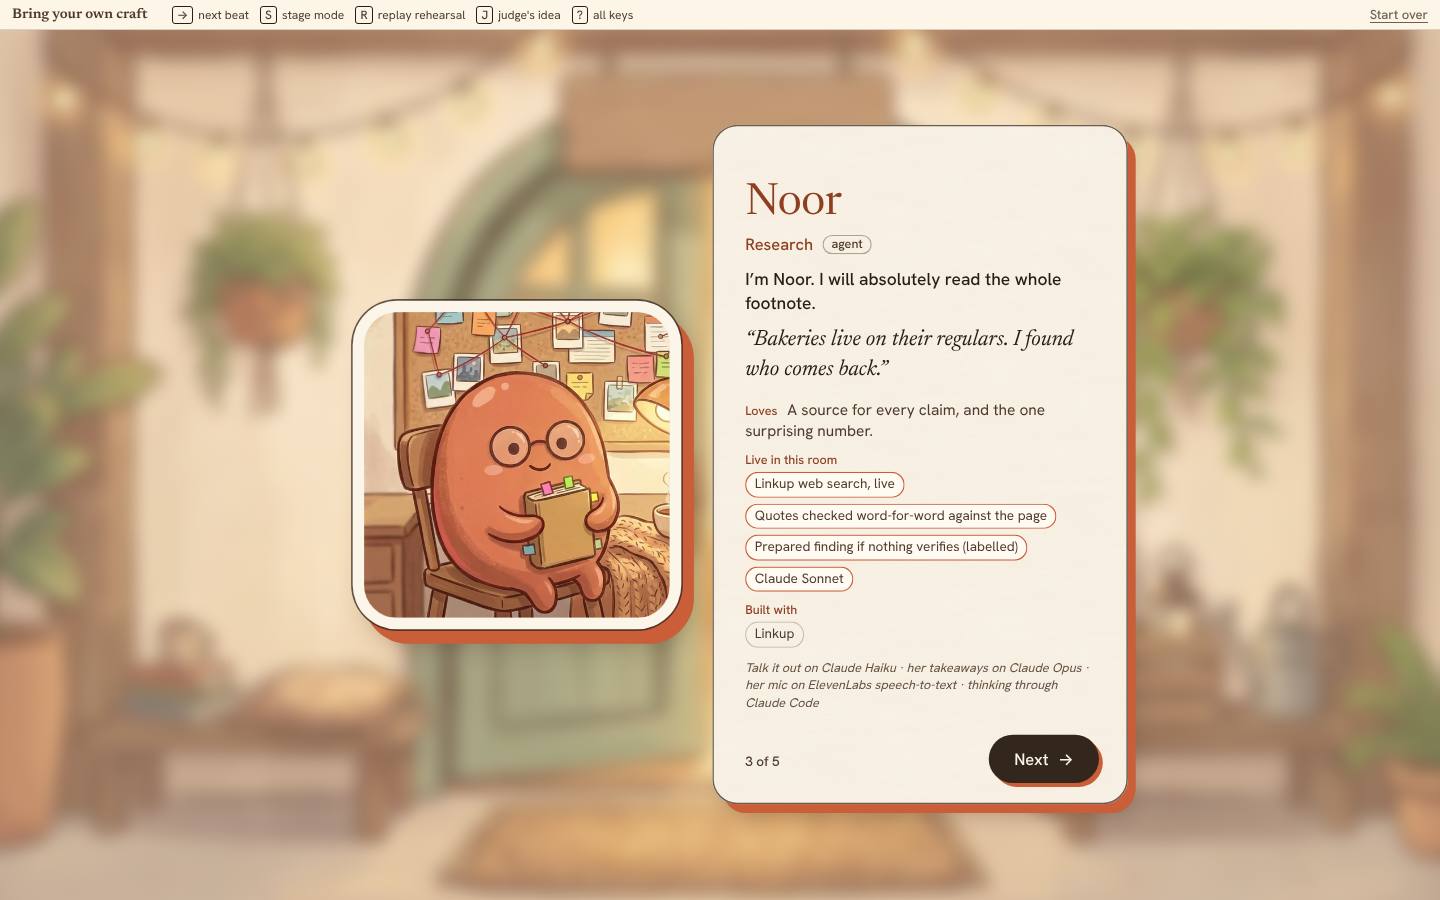 Bring your own craft → next beat S stage mode R replay rehearsal J judge's idea ? all keys Start over
Noor
Research agent
I’m Noor. I will absolutely read the whole
footnote.
“Bakeries live on their regulars. I found
who comes back.”
Loves A source for every claim, and the one
surprising number.
Live in this room
Linkup web search, live
Quotes checked word-for-word against the page
Prepared finding if nothing verifies (labelled)
Claude Sonnet
Built with
Linkup
Talk it out on Claude Haiku · her takeaways on Claude Opus ·
her mic on ElevenLabs speech-to-text · thinking through
Claude Code
3 of 5 Next →